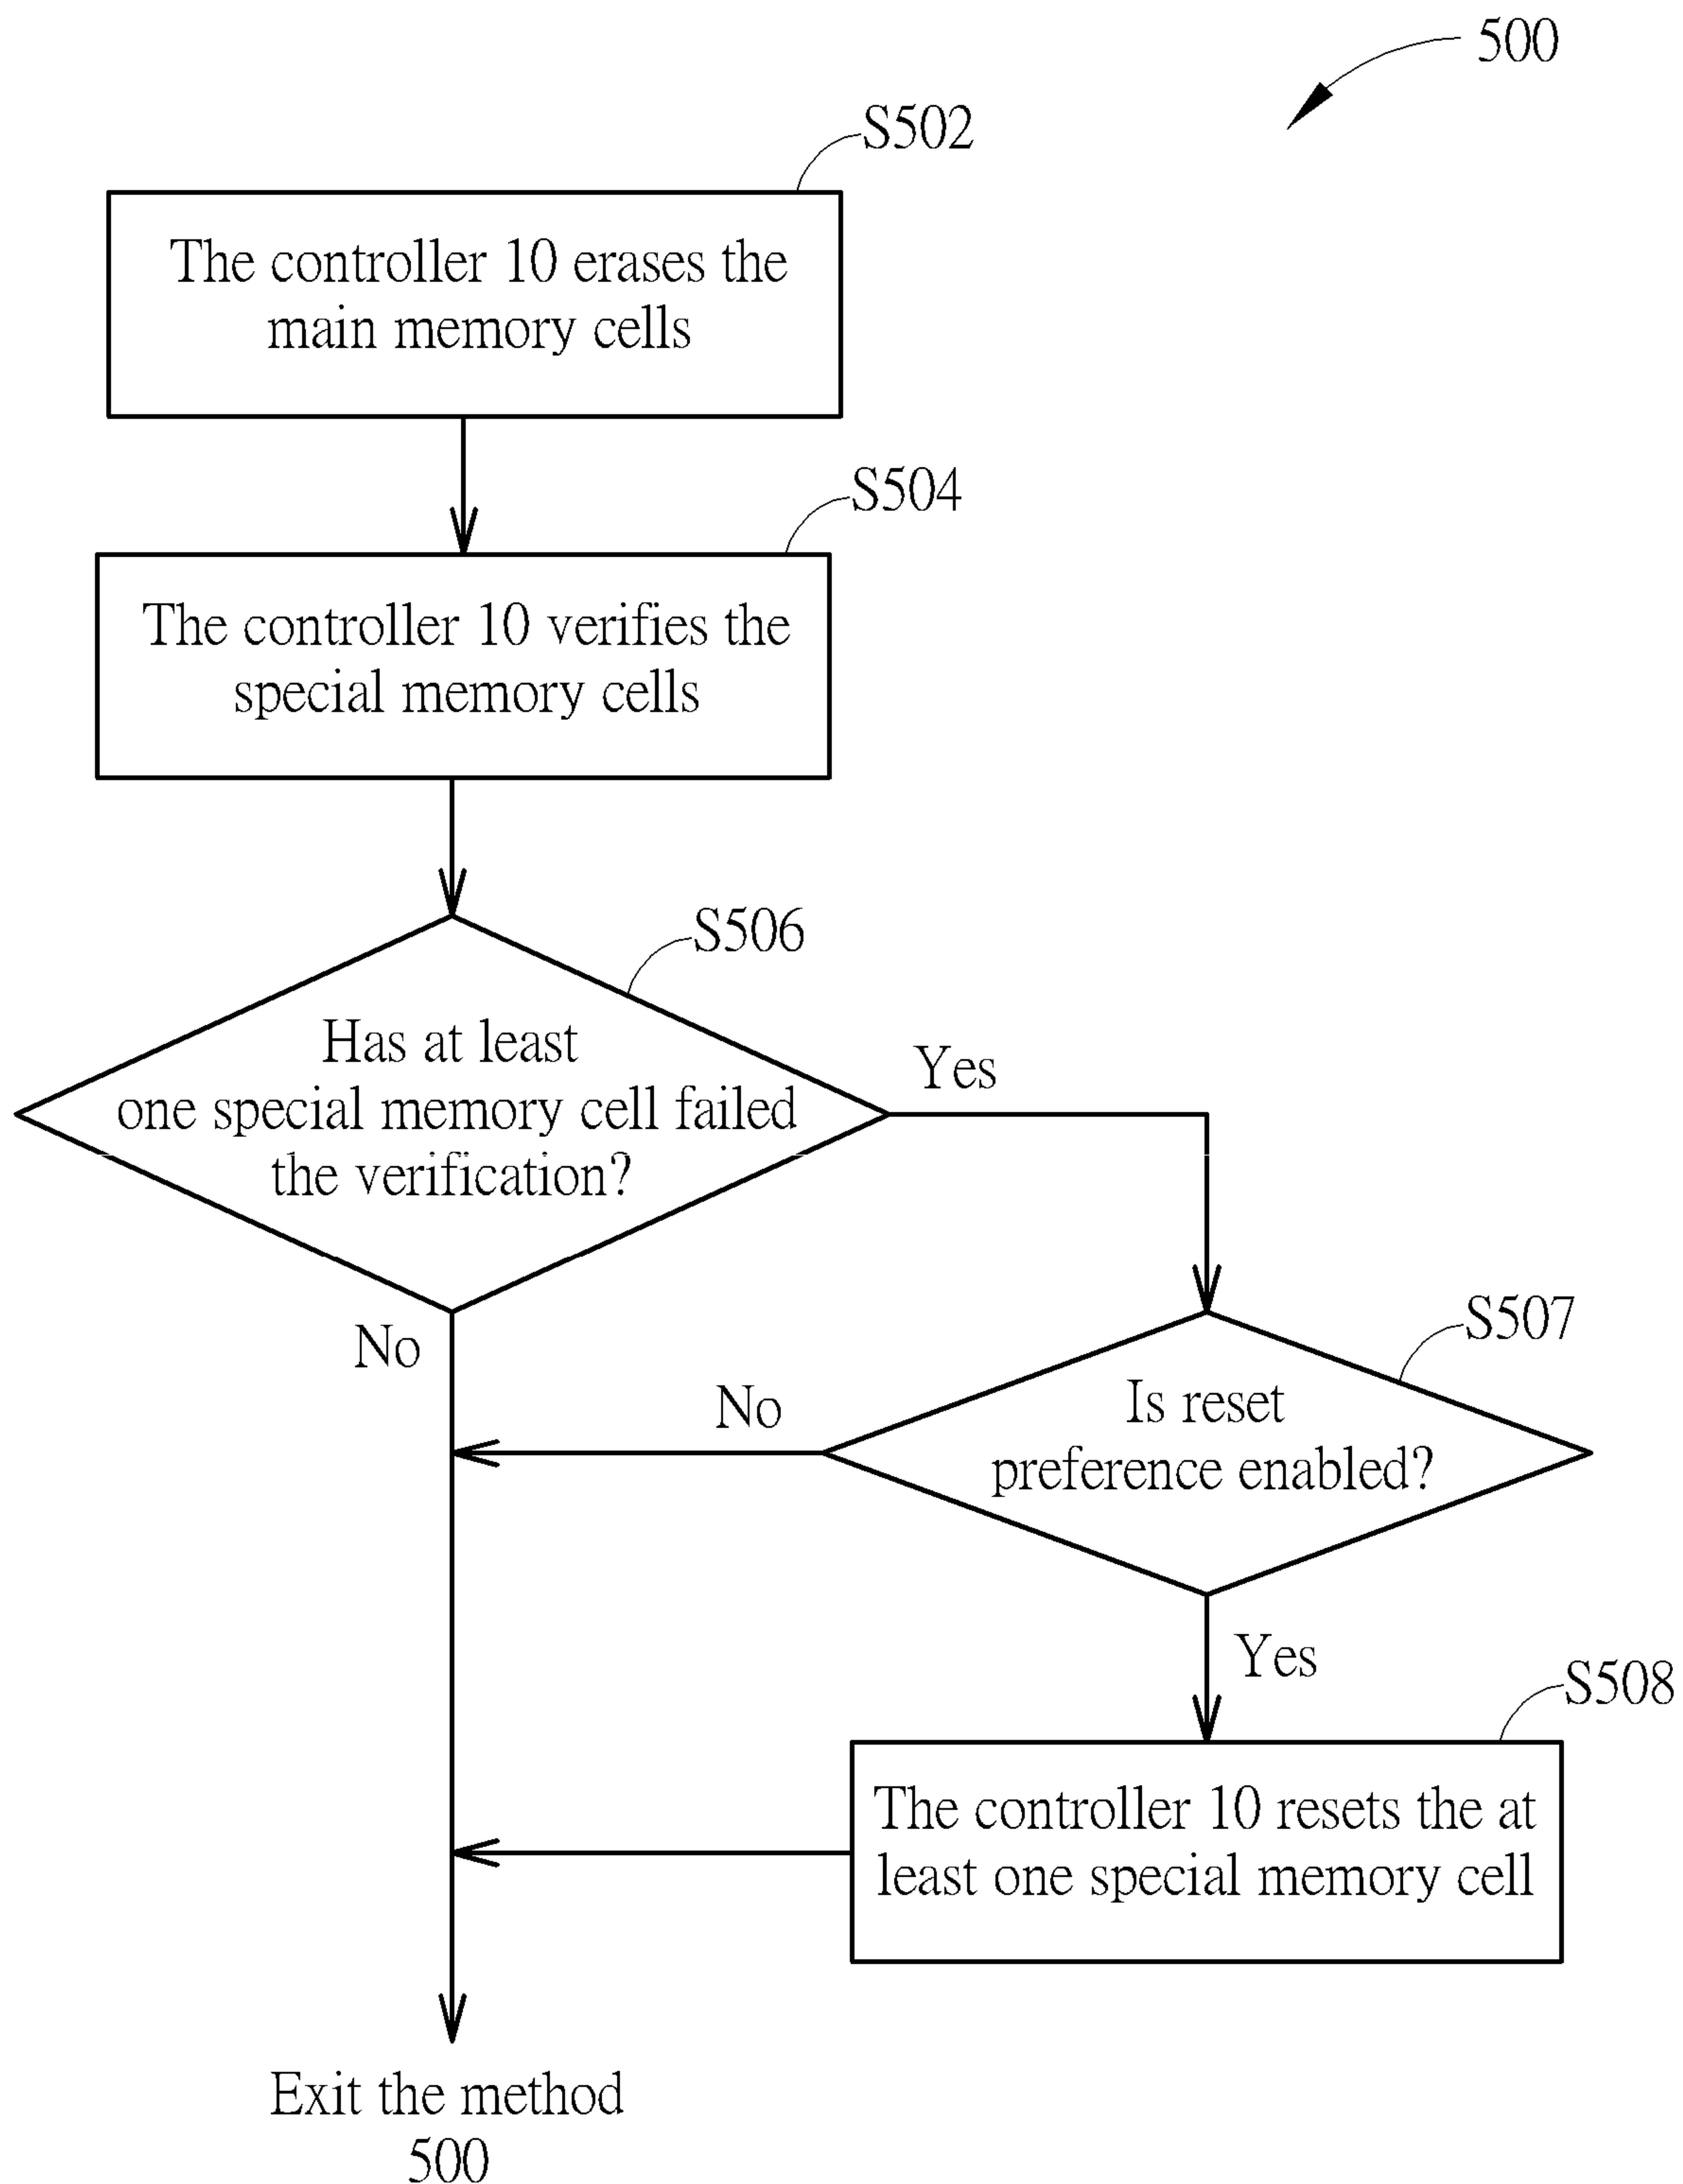 500
S502
The controller 10 erases the
main memory cells
S504
The controller 10 verifies the
special memory cells
S506
Has at least
one special memory cell failed
the verification?
Yes
No
S507
Is reset
preference enabled?
No
Yes
S508
The controller 10 resets the at
least one special memory cell
Exit the method
500